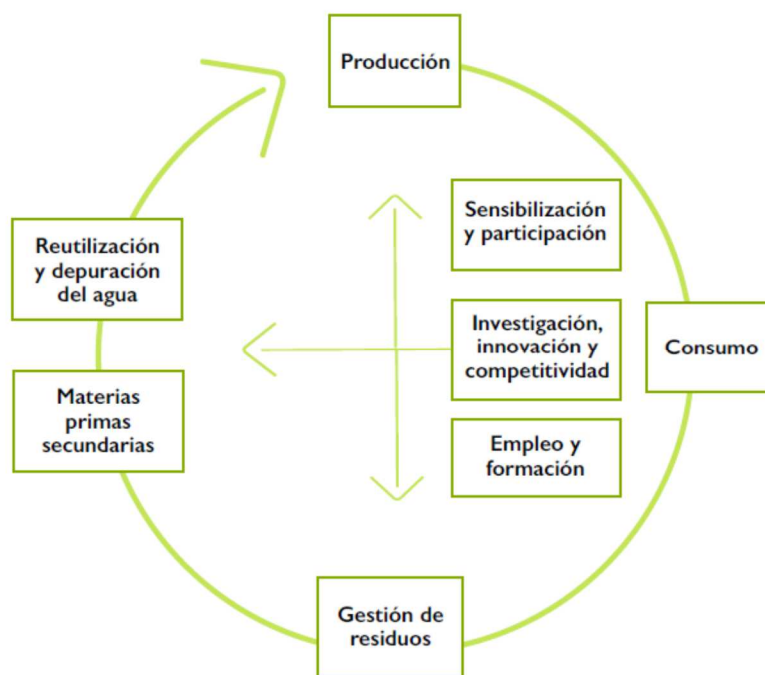 Producción
Sensibilización
y participación
Reutilización
y depuración
del agua
Investigación,
innovación y
competitividad
Consumo
Materias
primas
secundarias
Empleo y
formación
Gestión de
residuos